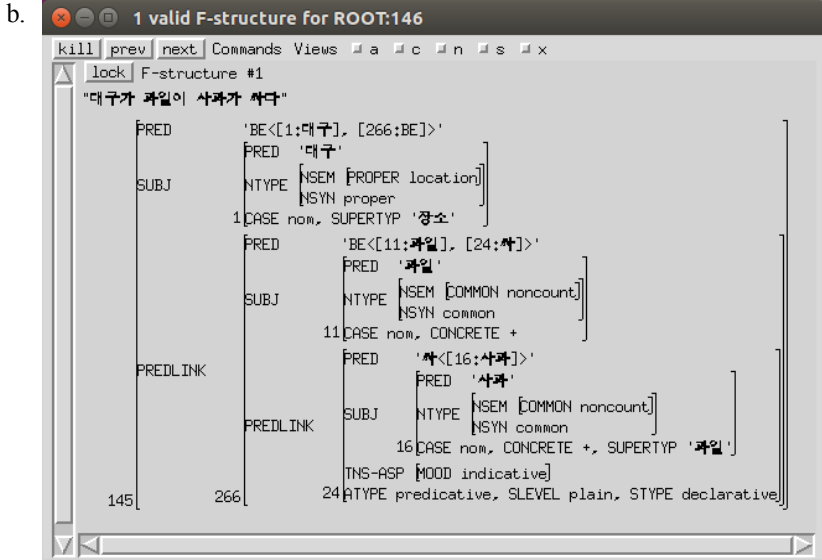 b.
1 valid F-structure for ROOT:146
kill prev next Commands Views a c n s x
lock F-structure #1
"대구가 과일이 사과가 싸다"
PRED 'BE<[1:대구], [266:BE]>'
PRED '대구'
SUBJ NTYPE NSEM PROPER location
NSYN proper
1 CASE nom, SUPERTYP '장소'
PRED 'BE<[11:과일], [24:싸]>'
PRED '과일'
SUBJ NTYPE NSEM COMMON noncount
NSYN common
11 CASE nom, CONCRETE +
PRED '싸<[16:사과]>'
PREDLINK
PRED '사과'
SUBJ NTYPE NSEM COMMON noncount
NSYN common
PREDLINK
16 CASE nom, CONCRETE +, SUPERTYP '과일'
TNS-ASP MOOD indicative
145 266 24 ATYPE predicative, SLEVEL plain, STYPE declarative